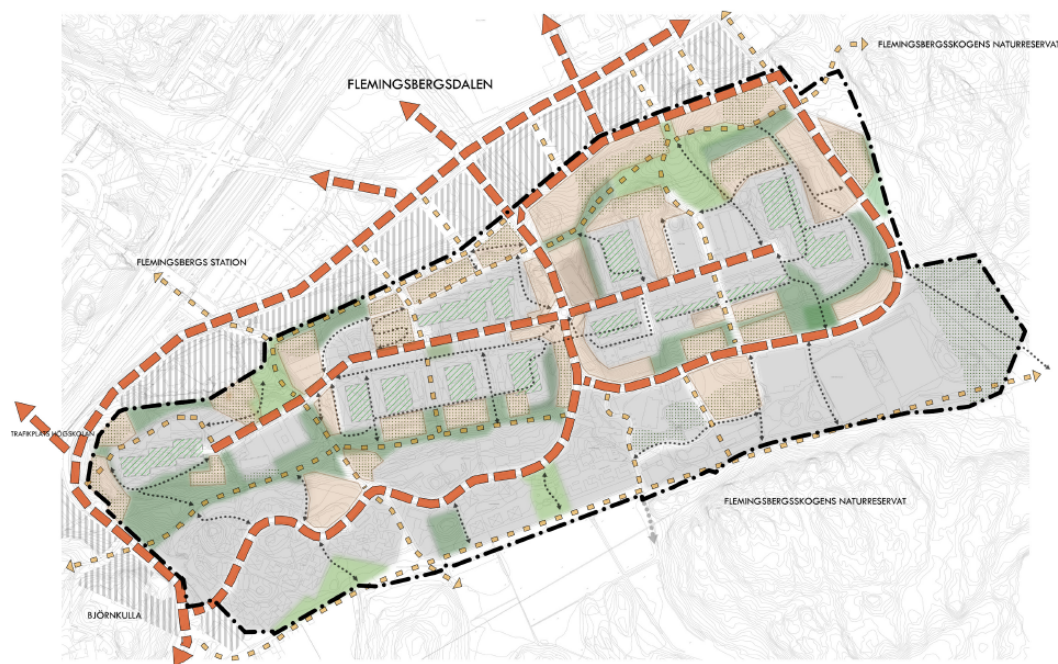 FLEMINGSBERGSSKOGENS NATURRESERVAT
FLEMINGSBERGSDALEN
FLEMINGSBERGS STATION
TRAFIKPLATS HÖGSKOLAN
FLEMINGSBERGSSKOGENS NATURRESERVAT
BJÖRNKULLA